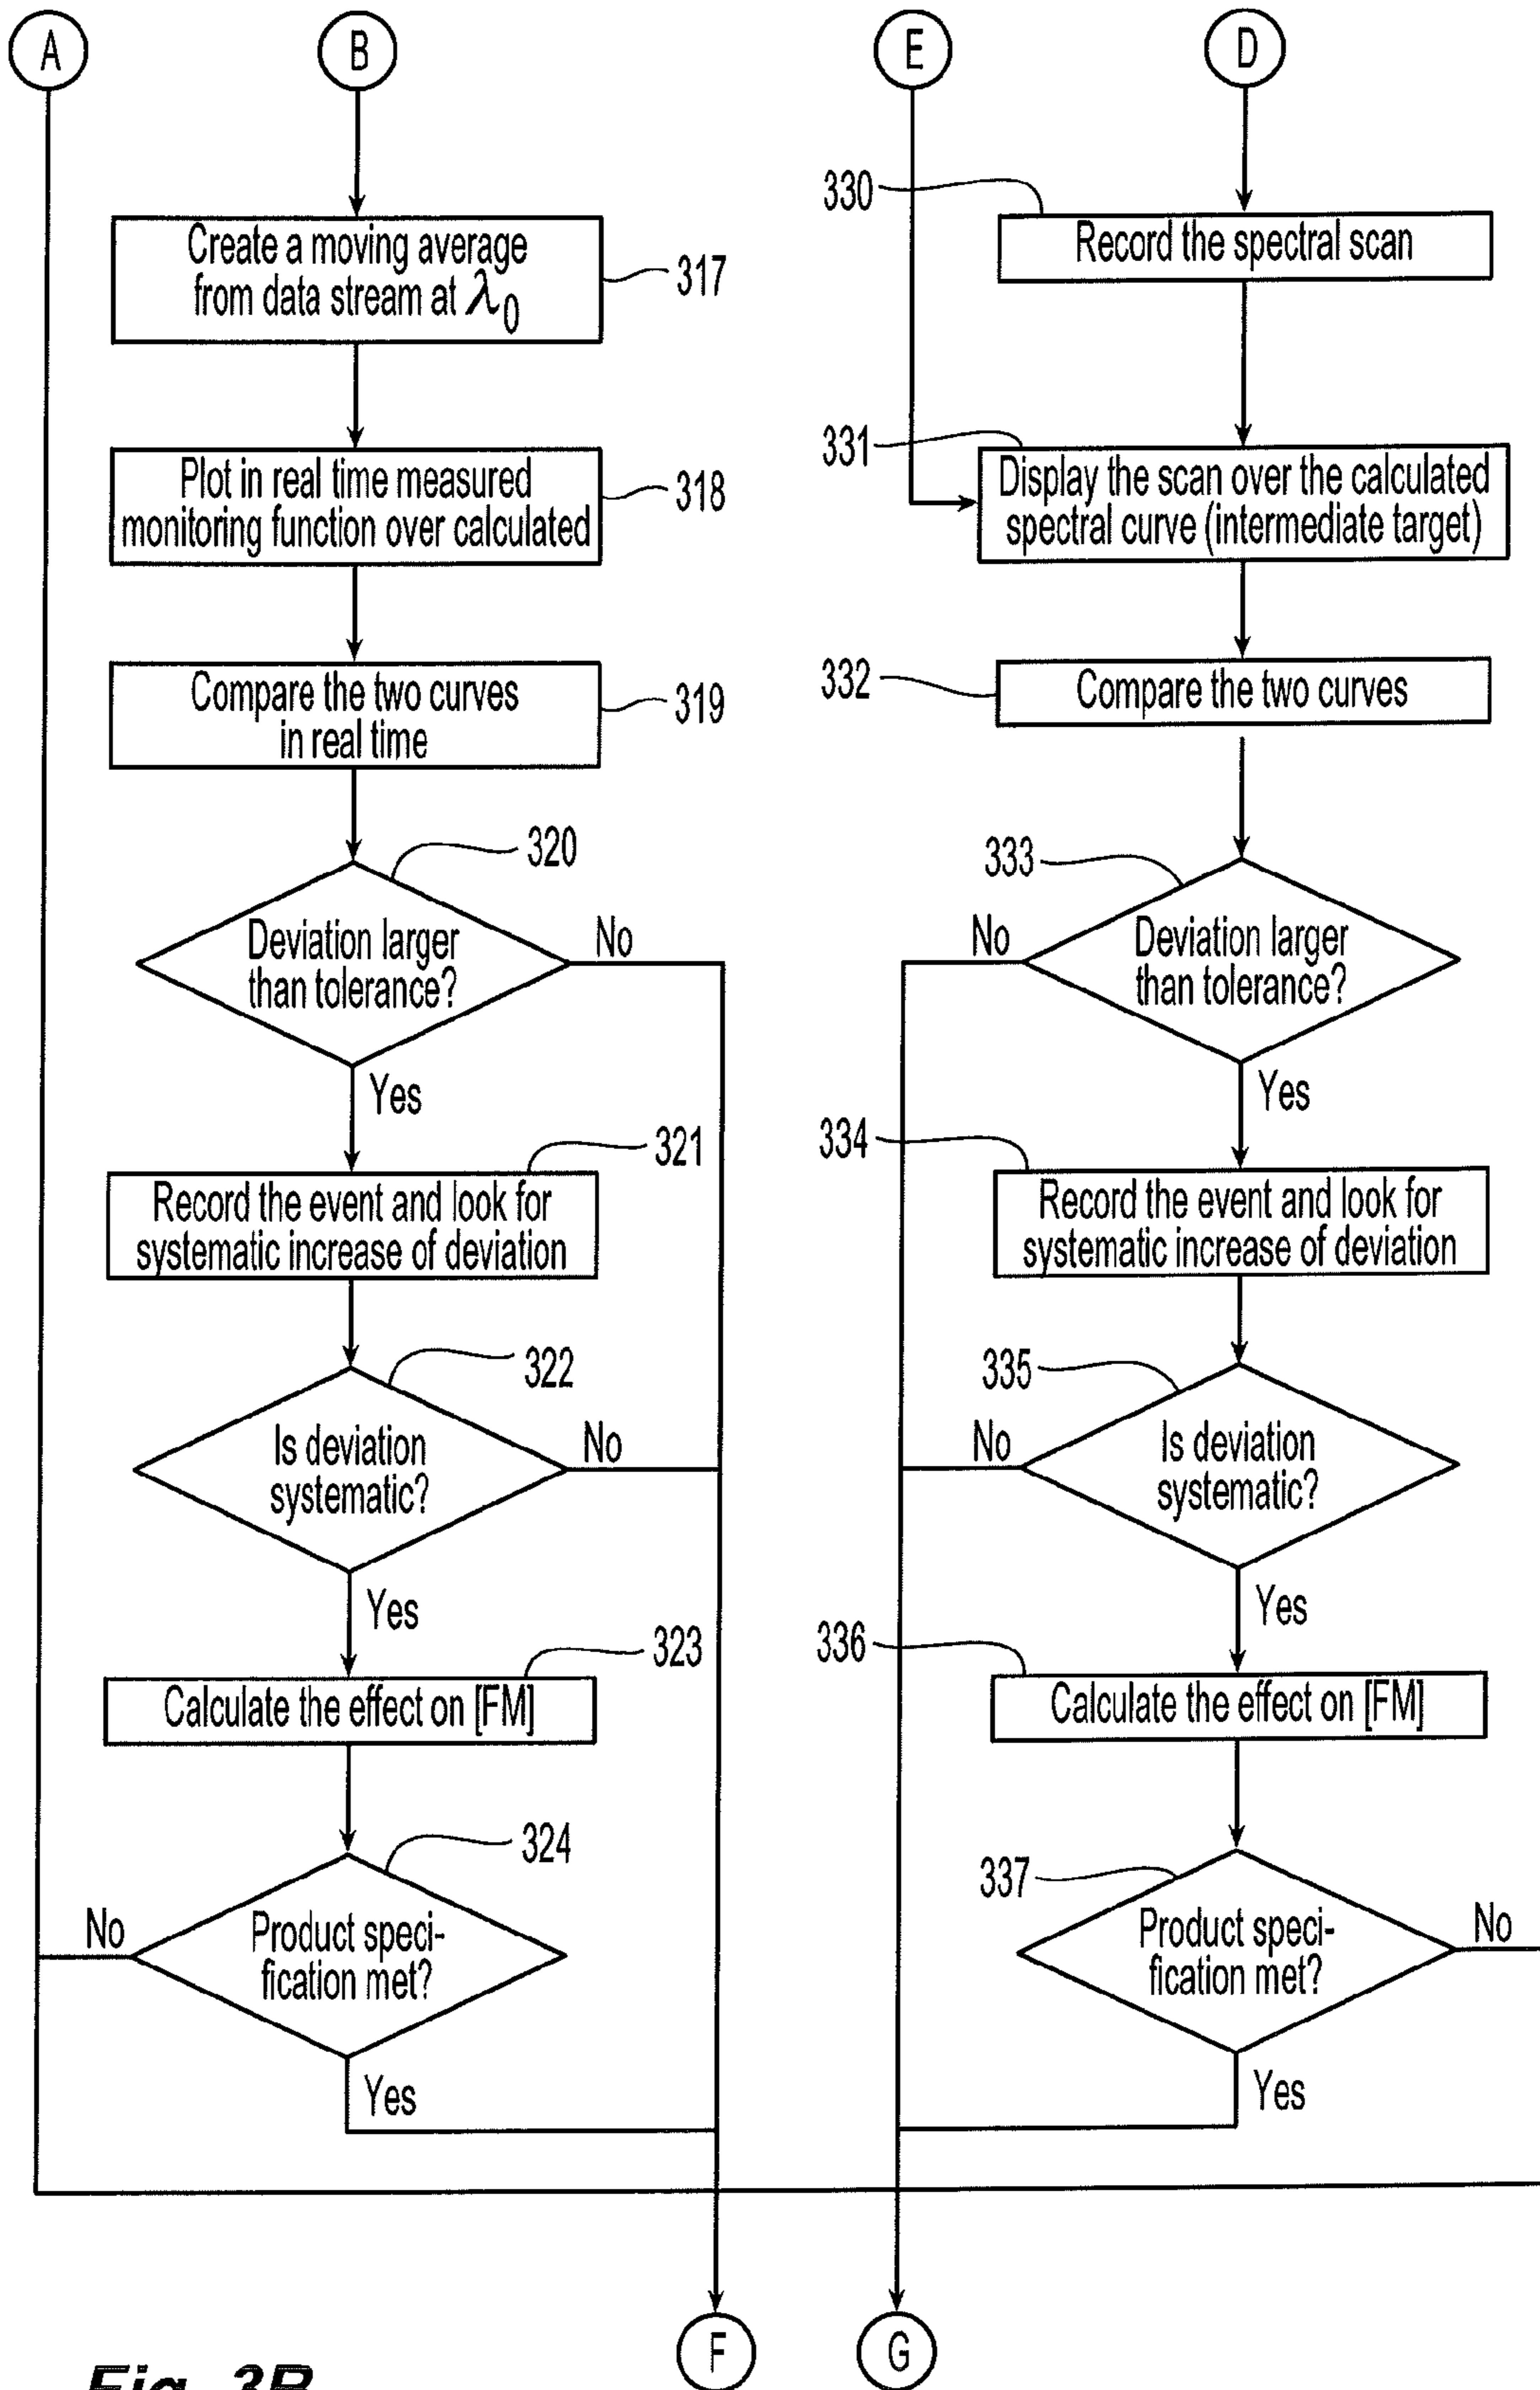 A
B
E
D
Create a moving average
from data stream at λ0
317
Plot in real time measured
monitoring function over calculated
318
Compare the two curves
in real time
319
320
Deviation larger
than tolerance?
No
Yes
321
Record the event and look for
systematic increase of deviation
322
Is deviation
systematic?
No
Yes
323
Calculate the effect on [FM]
324
No
Product speci-
fication met?
Yes
330
Record the spectral scan
331
Display the scan over the calculated
spectral curve (intermediate target)
332
Compare the two curves
333
No
Deviation larger
than tolerance?
Yes
334
Record the event and look for
systematic increase of deviation
335
No
Is deviation
systematic?
Yes
336
Calculate the effect on [FM]
337
Product speci-
fication met?
No
Yes
F
G
Fig. 3B